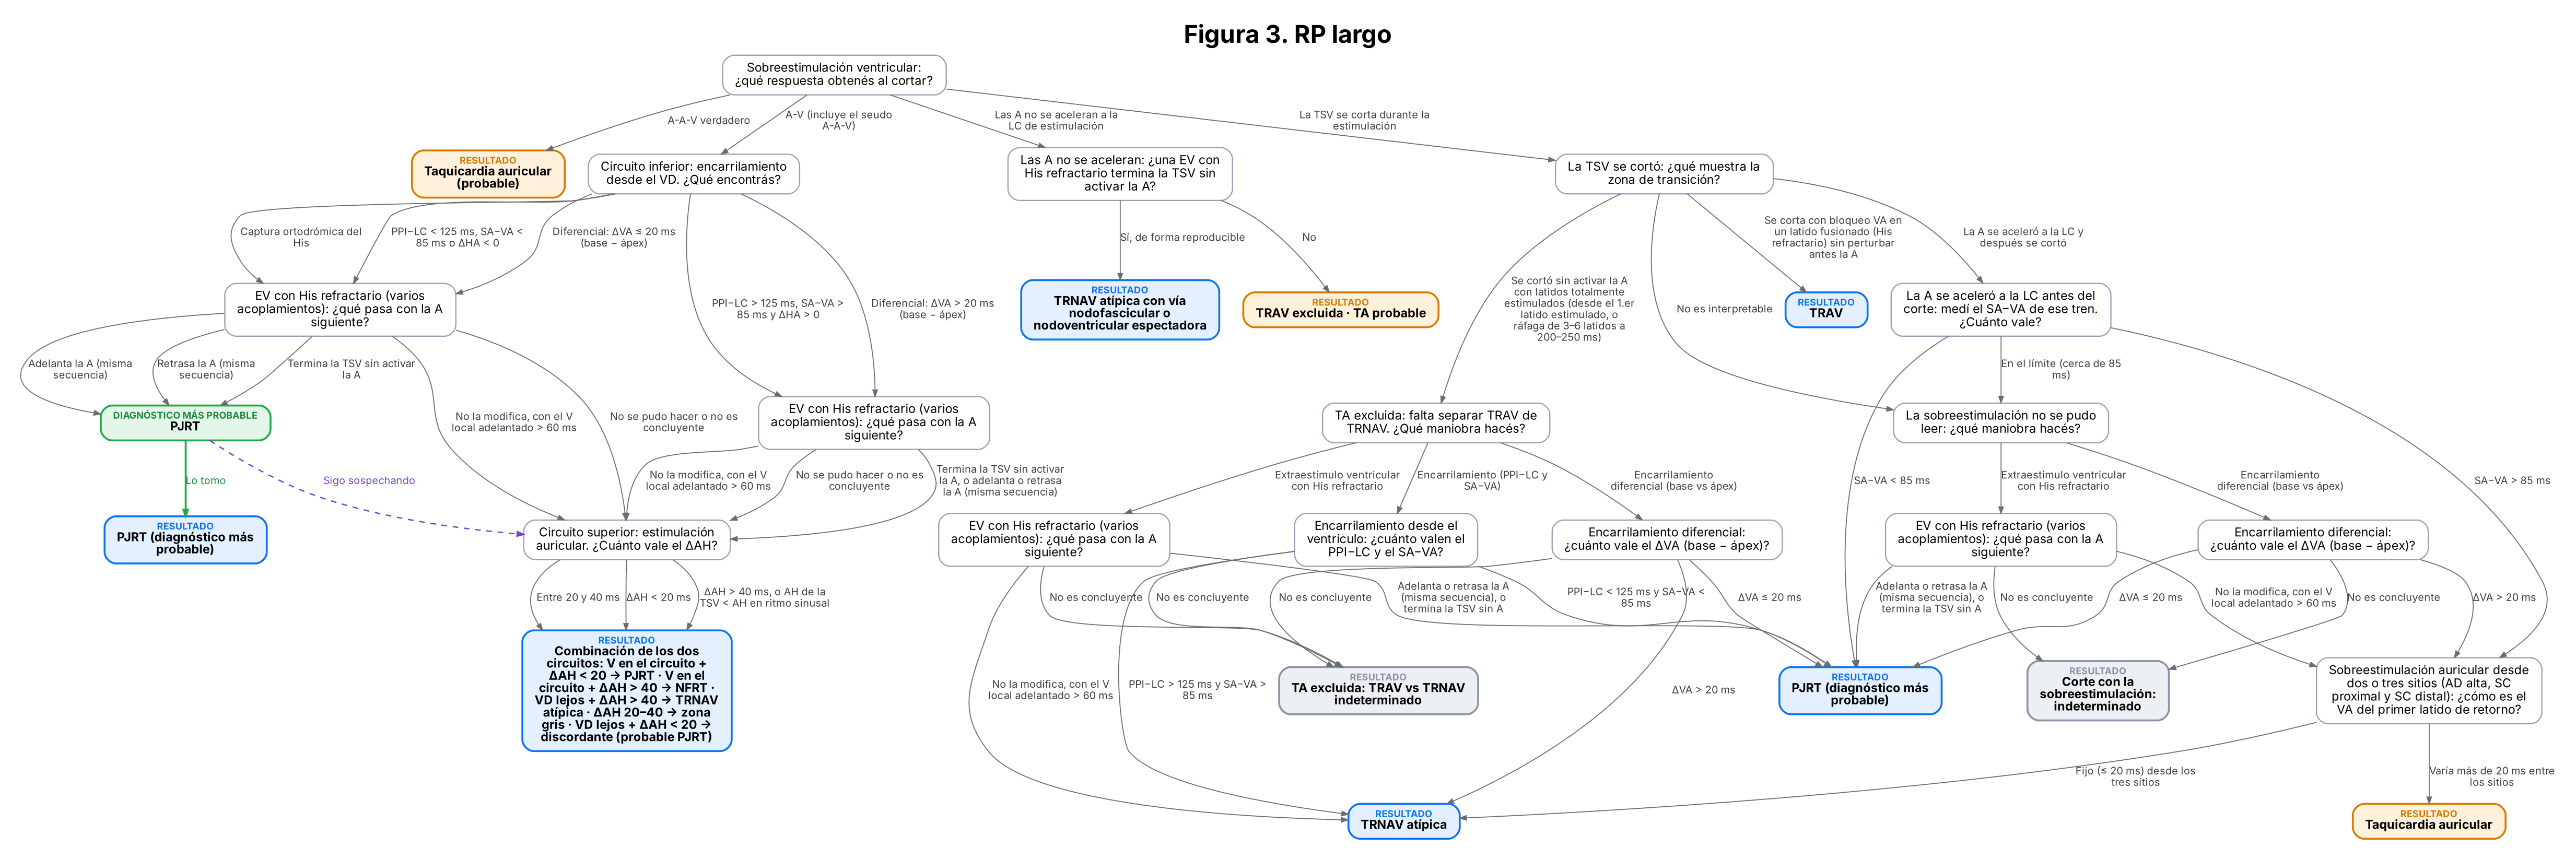 Figura 3. RP largo
Sobreestimulación ventricular:
¿qué respuesta obtenés al cortar?
A-A-V verdadero
A-V (incluye el seudo
A-A-V)
Las A no se aceleran a la
LC de estimulación
La TSV se corta durante la
estimulación
RESULTADO
Taquicardia auricular
(probable)
Circuito inferior: encarrilamiento
desde el VD. ¿Qué encontrás?
Las A no se aceleran: ¿una EV con
His refractario termina la TSV sin
activar la A?
La TSV se cortó: ¿qué muestra la
zona de transición?
Captura ortodrómica del
His
PPI−LC < 125 ms, SA−VA <
85 ms o ΔHA < 0
Diferencial: ΔVA ≤ 20 ms
(base − ápex)
PPI−LC > 125 ms, SA−VA >
85 ms y ΔHA > 0
Diferencial: ΔVA > 20 ms
(base − ápex)
Sí, de forma reproducible
No
Se cortó sin activar la A
con latidos totalmente
estimulados (desde el 1.er
latido estimulado, o
ráfaga de 3–6 latidos a
200–250 ms)
No es interpretable
Se corta con bloqueo VA en
un latido fusionado (His
refractario) sin perturbar
antes la A
La A se aceleró a la LC y
después se cortó
EV con His refractario (varios
acoplamientos): ¿qué pasa con la A
siguiente?
RESULTADO
TRNAV atípica con vía
nodofascicular o
nodoventricular espectadora
RESULTADO
TRAV excluida · TA probable
RESULTADO
TRAV
La A se aceleró a la LC antes del
corte: medí el SA−VA de ese tren.
¿Cuánto vale?
Adelanta la A (misma
secuencia)
Retrasa la A (misma
secuencia)
Termina la TSV sin activar
la A
No la modifica, con el V
local adelantado > 60 ms
No se pudo hacer o no es
concluyente
SA−VA < 85 ms
En el límite (cerca de 85
ms)
SA−VA > 85 ms
DIAGNÓSTICO MÁS PROBABLE
PJRT
EV con His refractario (varios
acoplamientos): ¿qué pasa con la A
siguiente?
TA excluida: falta separar TRAV de
TRNAV. ¿Qué maniobra hacés?
La sobreestimulación no se pudo
leer: ¿qué maniobra hacés?
Lo tomo
Sigo sospechando
No la modifica, con el V
local adelantado > 60 ms
No se pudo hacer o no es
concluyente
Termina la TSV sin activar
la A, o adelanta o retrasa
la A (misma secuencia)
Extraestímulo ventricular
con His refractario
Encarrilamiento (PPI−LC y
SA−VA)
Encarrilamiento
diferencial (base vs ápex)
Extraestímulo ventricular
con His refractario
Encarrilamiento
diferencial (base vs ápex)
RESULTADO
PJRT (diagnóstico más
probable)
Circuito superior: estimulación
auricular. ¿Cuánto vale el ΔAH?
EV con His refractario (varios
acoplamientos): ¿qué pasa con la A
siguiente?
Encarrilamiento desde el
ventrículo: ¿cuánto valen el
PPI−LC y el SA−VA?
Encarrilamiento diferencial:
¿cuánto vale el ΔVA (base − ápex)?
EV con His refractario (varios
acoplamientos): ¿qué pasa con la A
siguiente?
Encarrilamiento diferencial:
¿cuánto vale el ΔVA (base − ápex)?
Entre 20 y 40 ms
ΔAH < 20 ms
ΔAH > 40 ms, o AH de la
TSV < AH en ritmo sinusal
No es concluyente
No es concluyente
No es concluyente
Adelanta o retrasa la A
(misma secuencia), o
termina la TSV sin A
PPI−LC < 125 ms y SA−VA <
85 ms
ΔVA ≤ 20 ms
Adelanta o retrasa la A
(misma secuencia), o
termina la TSV sin A
No es concluyente
ΔVA ≤ 20 ms
No la modifica, con el V
local adelantado > 60 ms
No es concluyente
ΔVA > 20 ms
RESULTADO
Combinación de los dos
circuitos: V en el circuito +
ΔAH < 20 → PJRT · V en el
circuito + ΔAH > 40 → NFRT ·
VD lejos + ΔAH > 40 → TRNAV
atípica · ΔAH 20–40 → zona
gris · VD lejos + ΔAH < 20 →
discordante (probable PJRT)
No la modifica, con el V
local adelantado > 60 ms
PPI−LC > 125 ms y SA−VA >
85 ms
RESULTADO
TA excluida: TRAV vs TRNAV
indeterminado
ΔVA > 20 ms
RESULTADO
PJRT (diagnóstico más
probable)
RESULTADO
Corte con la
sobreestimulación:
indeterminado
Sobreestimulación auricular desde
dos o tres sitios (AD alta, SC
proximal y SC distal): ¿cómo es el
VA del primer latido de retorno?
Fijo (≤ 20 ms) desde los
tres sitios
Varía más de 20 ms entre
los sitios
RESULTADO
TRNAV atípica
RESULTADO
Taquicardia auricular